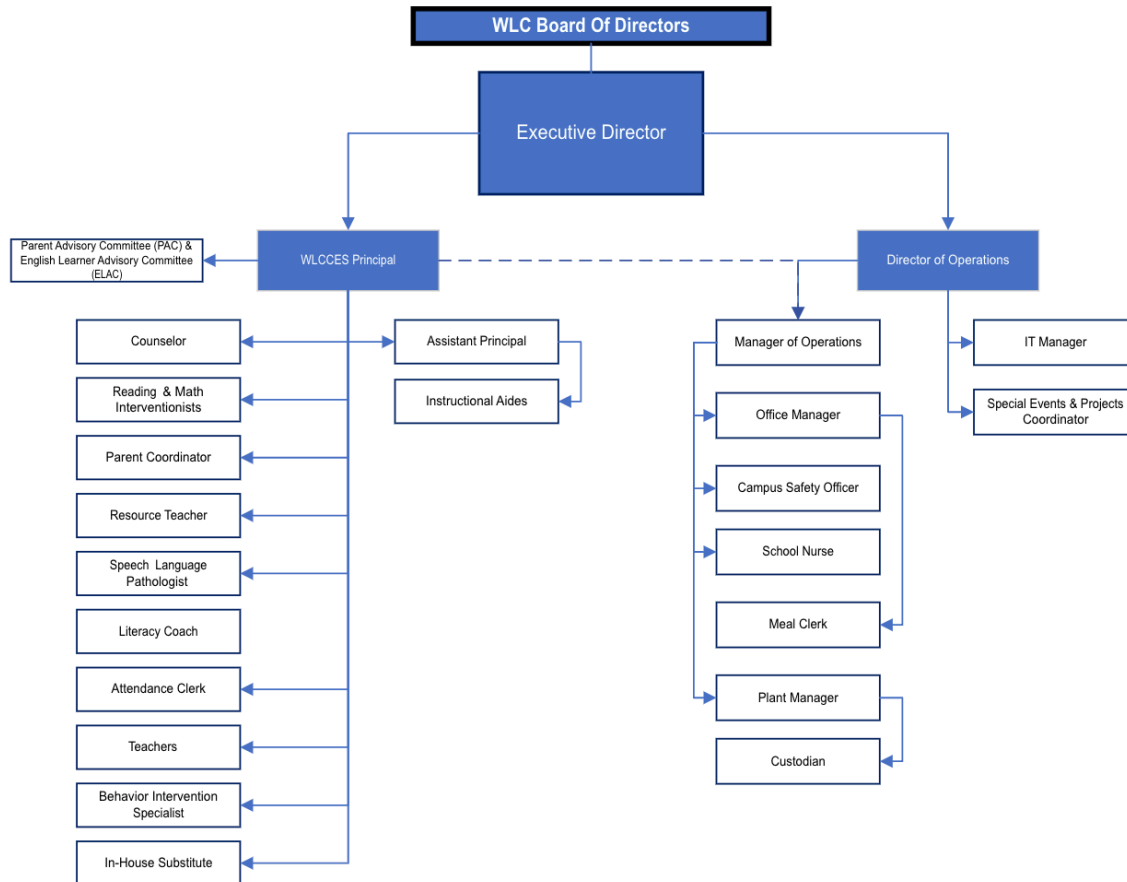 WLC Board Of Directors
Executive Director
Parent Advisory Committee (PAC) &
English Learner Advisory Committee
(ELAC)
WLCCES Principal
Director of Operations
Counselor
Assistant Principal
Manager of Operations
IT Manager
Reading & Math
Interventionists
Instructional Aides
Office Manager
Special Events & Projects
Coordinator
Parent Coordinator
Campus Safety Officer
Resource Teacher
School Nurse
Speech Language
Pathologist
Literacy Coach
Meal Clerk
Attendance Clerk
Plant Manager
Teachers
Custodian
Behavior Intervention
Specialist
In-House Substitute